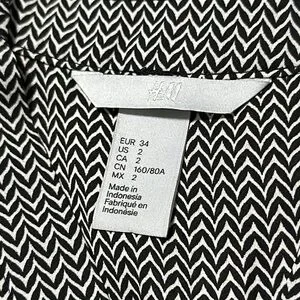 H&M
EUR 34
US 2
CA 2
CN 160/80A
MX 2
Made in
Indonesia
Fabriqué en
Indonésie